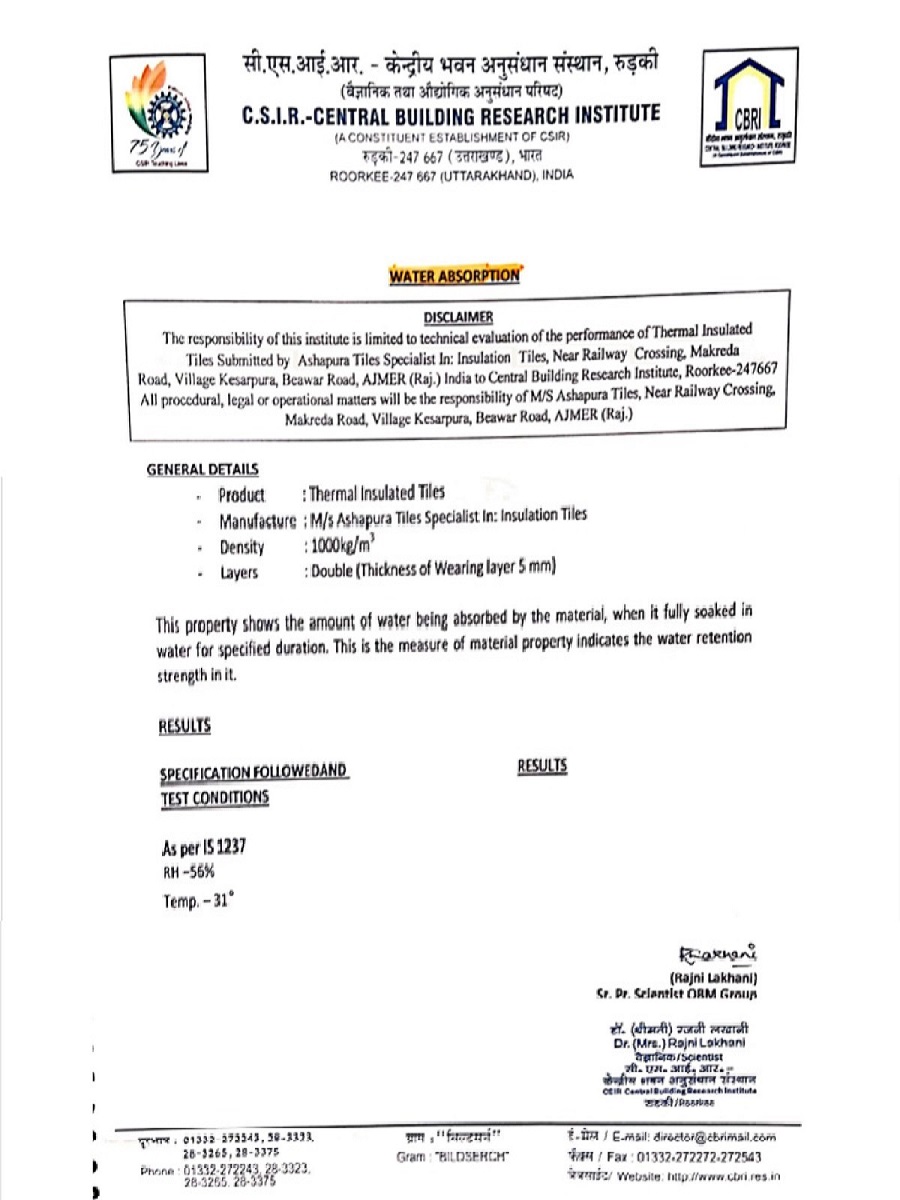 सी.एस.आई.आर. - केन्द्रीय भवन अनुसंधान संस्थान, रुड़की
(वैज्ञानिक तथा औद्योगिक अनुसंधान परिषद)
C.S.I.R.-CENTRAL BUILDING RESEARCH INSTITUTE
(A CONSTITUENT ESTABLISHMENT OF CSIR)
रुड़की-247 667 (उत्तराखण्ड), भारत
ROORKEE-247 667 (UTTARAKHAND), INDIA
75 Years of
CBRI
WATER ABSORPTION
DISCLAIMER
The responsibility of this institute is limited to technical evaluation of the performance of Thermal Insulated
Tiles Submitted by Ashapura Tiles Specialist In: Insulation Tiles, Near Railway Crossing, Makreda
Road, Village Kesarpura, Beawar Road, AJMER (Raj.) India to Central Building Research Institute, Roorkee-247667
All procedural, legal or operational matters will be the responsibility of M/S Ashapura Tiles, Near Railway Crossing,
Makreda Road, Village Kesarpura, Beawar Road, AJMER (Raj.)
GENERAL DETAILS
- Product : Thermal Insulated Tiles
- Manufacture : M/s Ashapura Tiles Specialist In: Insulation Tiles
- Density : 1000kg/m³
- Layers : Double (Thickness of Wearing layer 5 mm)
This property shows the amount of water being absorbed by the material, when it fully soaked in
water for specified duration. This is the measure of material property indicates the water retention
strength in it.
RESULTS
SPECIFICATION FOLLOWEDAND RESULTS
TEST CONDITIONS
As per IS 1237
RH –56%
Temp. – 31°
(Rajni Lakhani)
Sr. Pr. Scientist ORM Group
डॉ. (श्रीमती) रजनी लखानी
Dr. (Mrs.) Rajni Lakhani
वैज्ञानिक/Scientist
सी. एस. आई. आर.-
केन्द्रीय भवन अनुसंधान संस्थान
CSIR Central Building Research Institute
रुड़की/Roorkee
दूरभाष : 01332-272243, 28-3323,
28-3265, 28-3375
Phone : 01332-272243, 28-3323,
28-3265, 28-3375
ग्राम : "बिल्डसर्च"
Gram : "BILDSERCH"
ई-मेल / E-mail: director@cbrimail.com
फैक्स / Fax : 01332-272272-272543
वेबसाईट/ Website: http://www.cbri.res.in